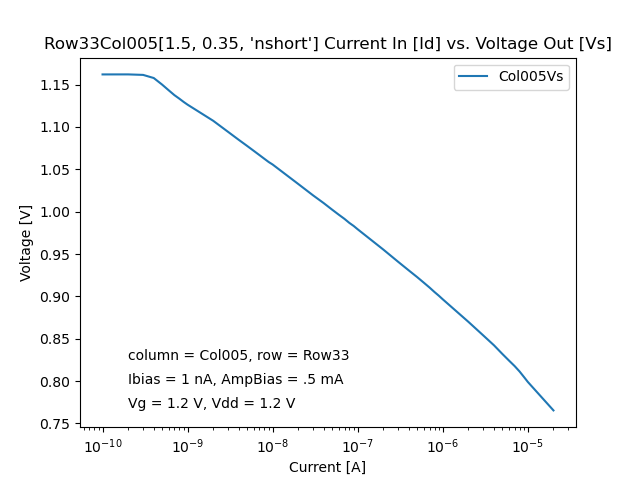 Row33Col005[1.5, 0.35, 'nshort'] Current In [Id] vs. Voltage Out [Vs]
Col005Vs
1.15
1.10
1.05
1.00
0.95
0.90
0.85
0.80
0.75
Voltage [V]
column = Col005, row = Row33
Ibias = 1 nA, AmpBias = .5 mA
Vg = 1.2 V, Vdd = 1.2 V
10⁻¹⁰ 10⁻⁹ 10⁻⁸ 10⁻⁷ 10⁻⁶ 10⁻⁵
Current [A]